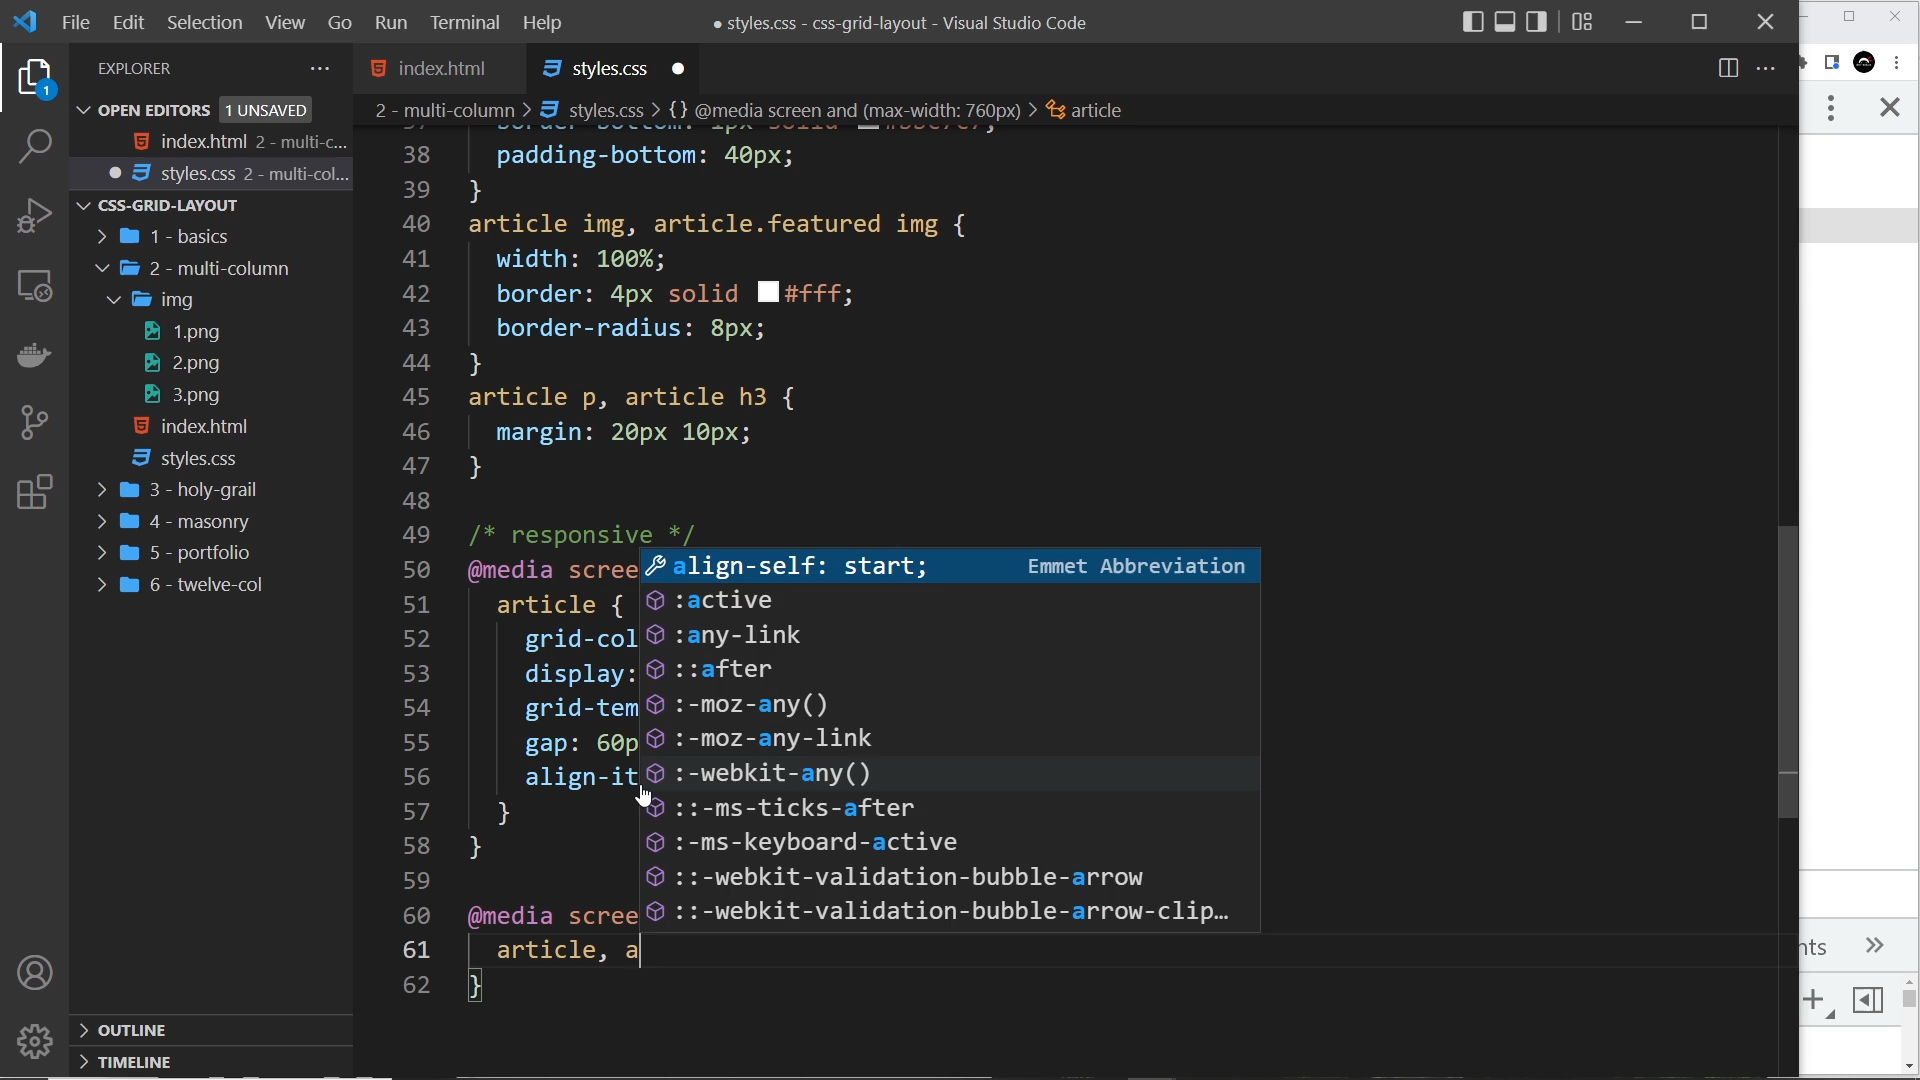 File Edit Selection View Go Run Terminal Help
● styles.css - css-grid-layout - Visual Studio Code
EXPLORER
index.html
styles.css
OPEN EDITORS 1 UNSAVED
2 - multi-column > styles.css > {} @media screen and (max-width: 760px) > article
1
index.html 2 - multi-c...
styles.css 2 - multi-col...
CSS-GRID-LAYOUT
1 - basics
2 - multi-column
img
1.png
2.png
3.png
index.html
styles.css
3 - holy-grail
4 - masonry
5 - portfolio
6 - twelve-col
OUTLINE
TIMELINE
38 padding-bottom: 40px;
39 }
40 article img, article.featured img {
41 width: 100%;
42 border: 4px solid #fff;
43 border-radius: 8px;
44 }
45 article p, article h3 {
46 margin: 20px 10px;
47 }
48
49 /* responsive */
50 @media scree
51 article {
52 grid-col
53 display:
54 grid-tem
55 gap: 60p
56 align-it
57 }
58 }
59
60 @media scree
61 article, a
62 }
align-self: start; Emmet Abbreviation
:active
:any-link
::after
:-moz-any()
:-moz-any-link
:-webkit-any()
::-ms-ticks-after
:-ms-keyboard-active
::-webkit-validation-bubble-arrow
::-webkit-validation-bubble-arrow-clip...
nts